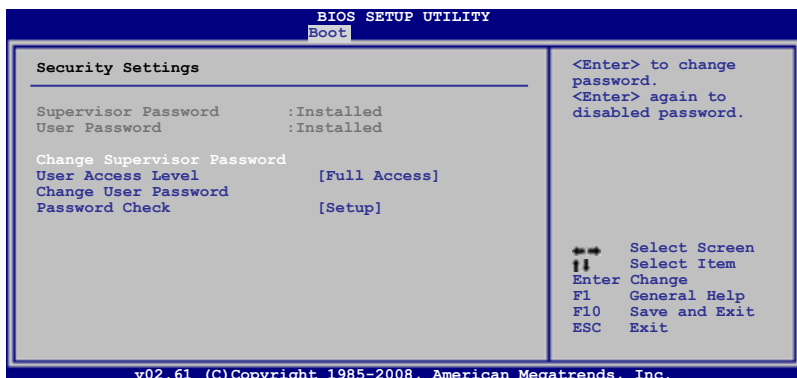 BIOS SETUP UTILITY
Boot
Security Settings
Supervisor Password :Installed
User Password :Installed
Change Supervisor Password
User Access Level [Full Access]
Change User Password
Password Check [Setup]
<Enter> to change
password.
<Enter> again to
disabled password.
Select Screen
Select Item
Enter Change
F1 General Help
F10 Save and Exit
ESC Exit
v02.61 (C)Copyright 1985-2008, American Megatrends, Inc.